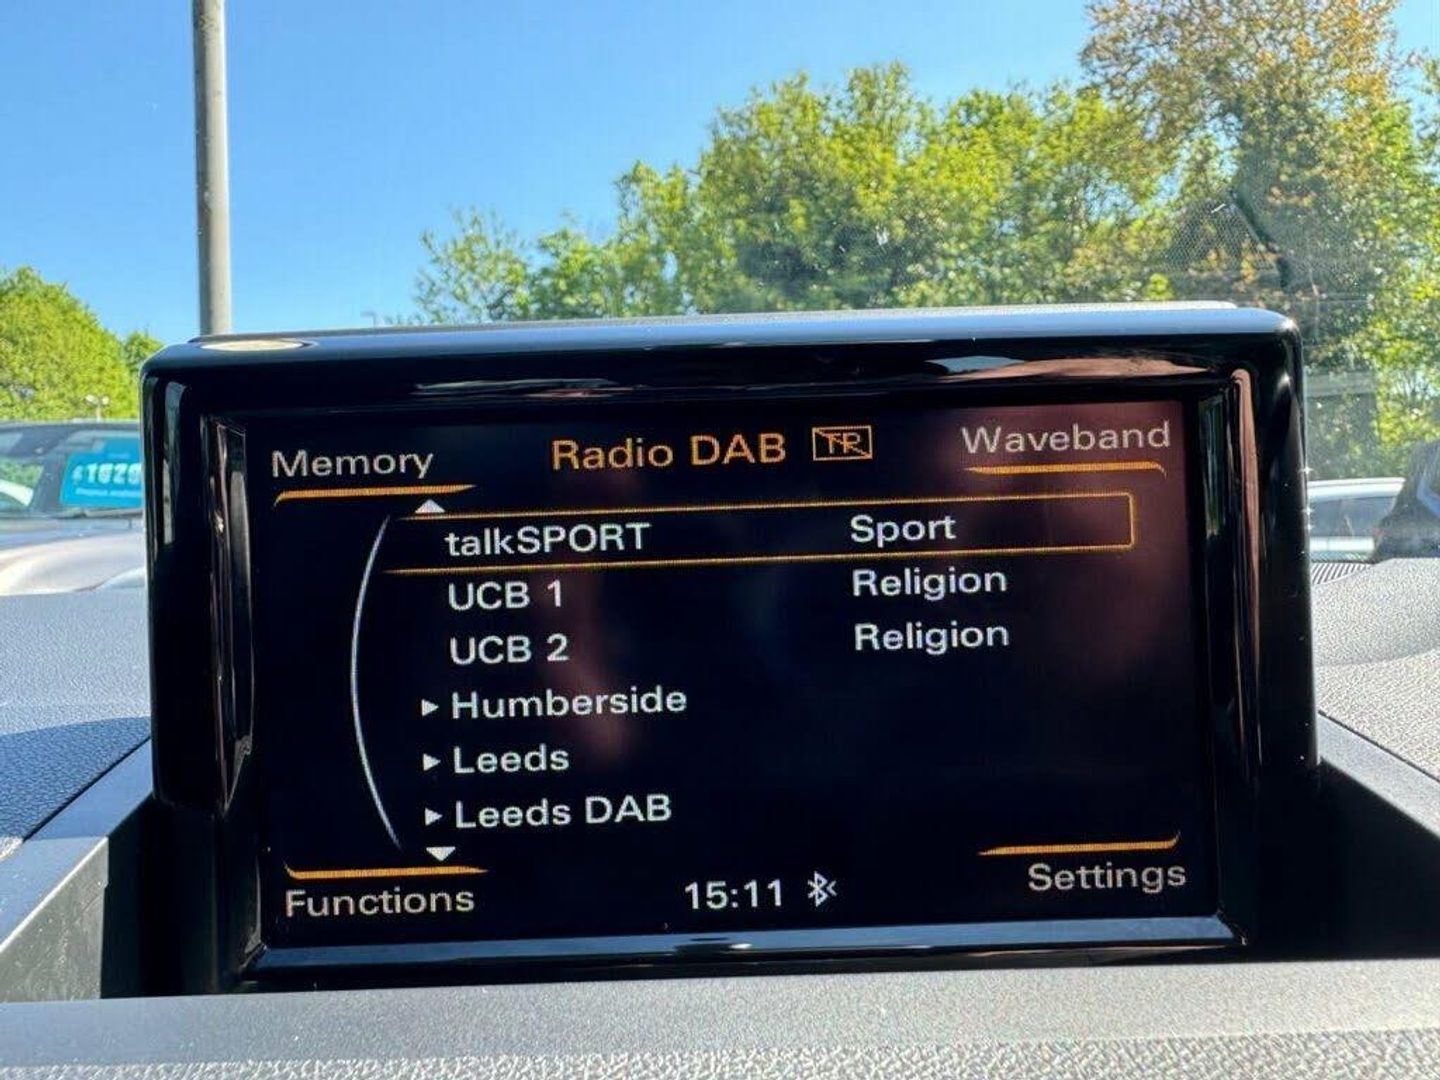 Memory Radio DAB TP Waveband
talkSPORT Sport
UCB 1 Religion
UCB 2 Religion
Humberside
Leeds
Leeds DAB
Functions 15:11 Settings